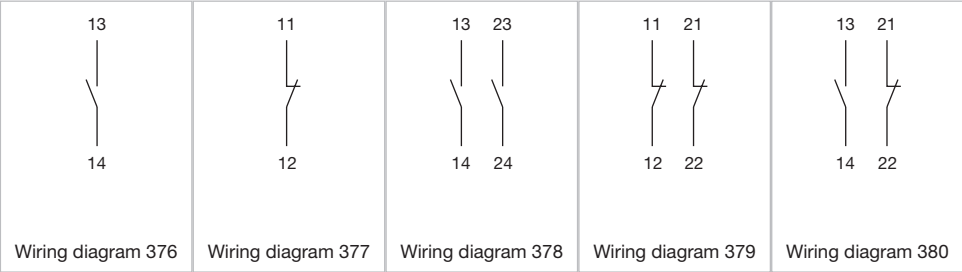 13
14
Wiring diagram 376
11
12
Wiring diagram 377
13 23
14 24
Wiring diagram 378
11 21
12 22
Wiring diagram 379
13 21
14 22
Wiring diagram 380